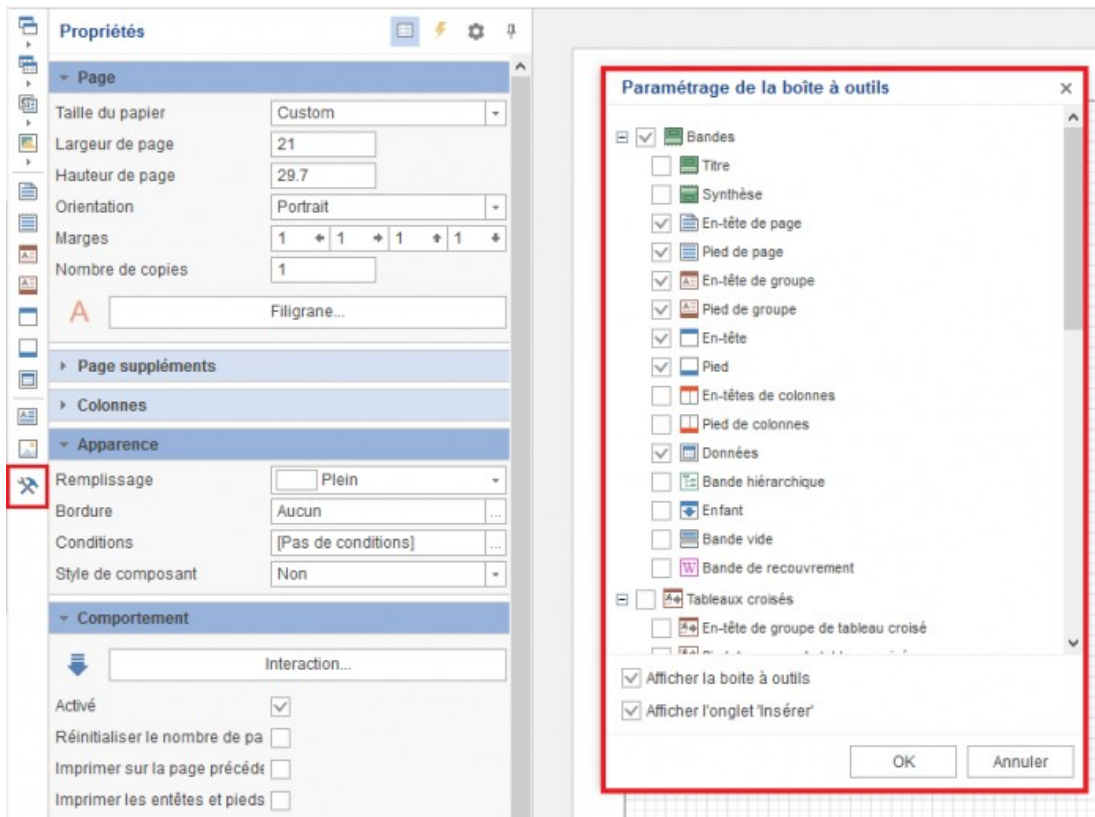 Propriétés
Page
Taille du papier Custom
Largeur de page 21
Hauteur de page 29.7
Orientation Portrait
Marges 1 1 1 1
Nombre de copies 1
A Filigrane...
Page suppléments
Colonnes
Apparence
Remplissage Plein
Bordure Aucun ...
Conditions [Pas de conditions] ...
Style de composant Non
Comportement
Interaction...
Activé
Réinitialiser le nombre de pa
Imprimer sur la page précéde
Imprimer les entêtes et pieds
Paramétrage de la boîte à outils
Bandes
Titre
Synthèse
En-tête de page
Pied de page
En-tête de groupe
Pied de groupe
En-tête
Pied
En-têtes de colonnes
Pied de colonnes
Données
Bande hiérarchique
Enfant
Bande vide
W Bande de recouvrement
Tableaux croisés
En-tête de groupe de tableau croisé
Afficher la boite à outils
Afficher l'onglet 'Insérer'
OK Annuler